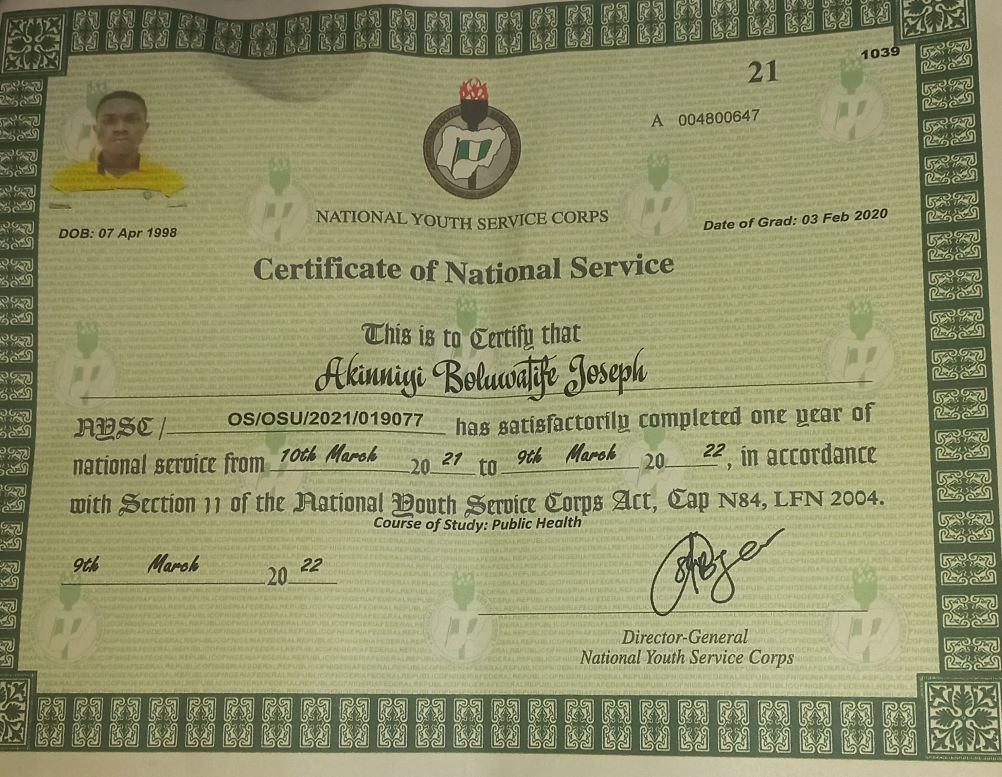 1039
21
A 004800647
DOB: 07 Apr 1998
NATIONAL YOUTH SERVICE CORPS
Date of Grad: 03 Feb 2020
Certificate of National Service
This is to Certify that
Akinniyi Boluwatife Joseph
NYSC/ OS/OSU/2021/019077 has satisfactorily completed one year of
national service from 10th March 20 21 to 9th March 20 22, in accordance
with Section 11 of the National Youth Service Corps Act, Cap N84, LFN 2004.
Course of Study: Public Health
9th March 20 22
Director-General
National Youth Service Corps